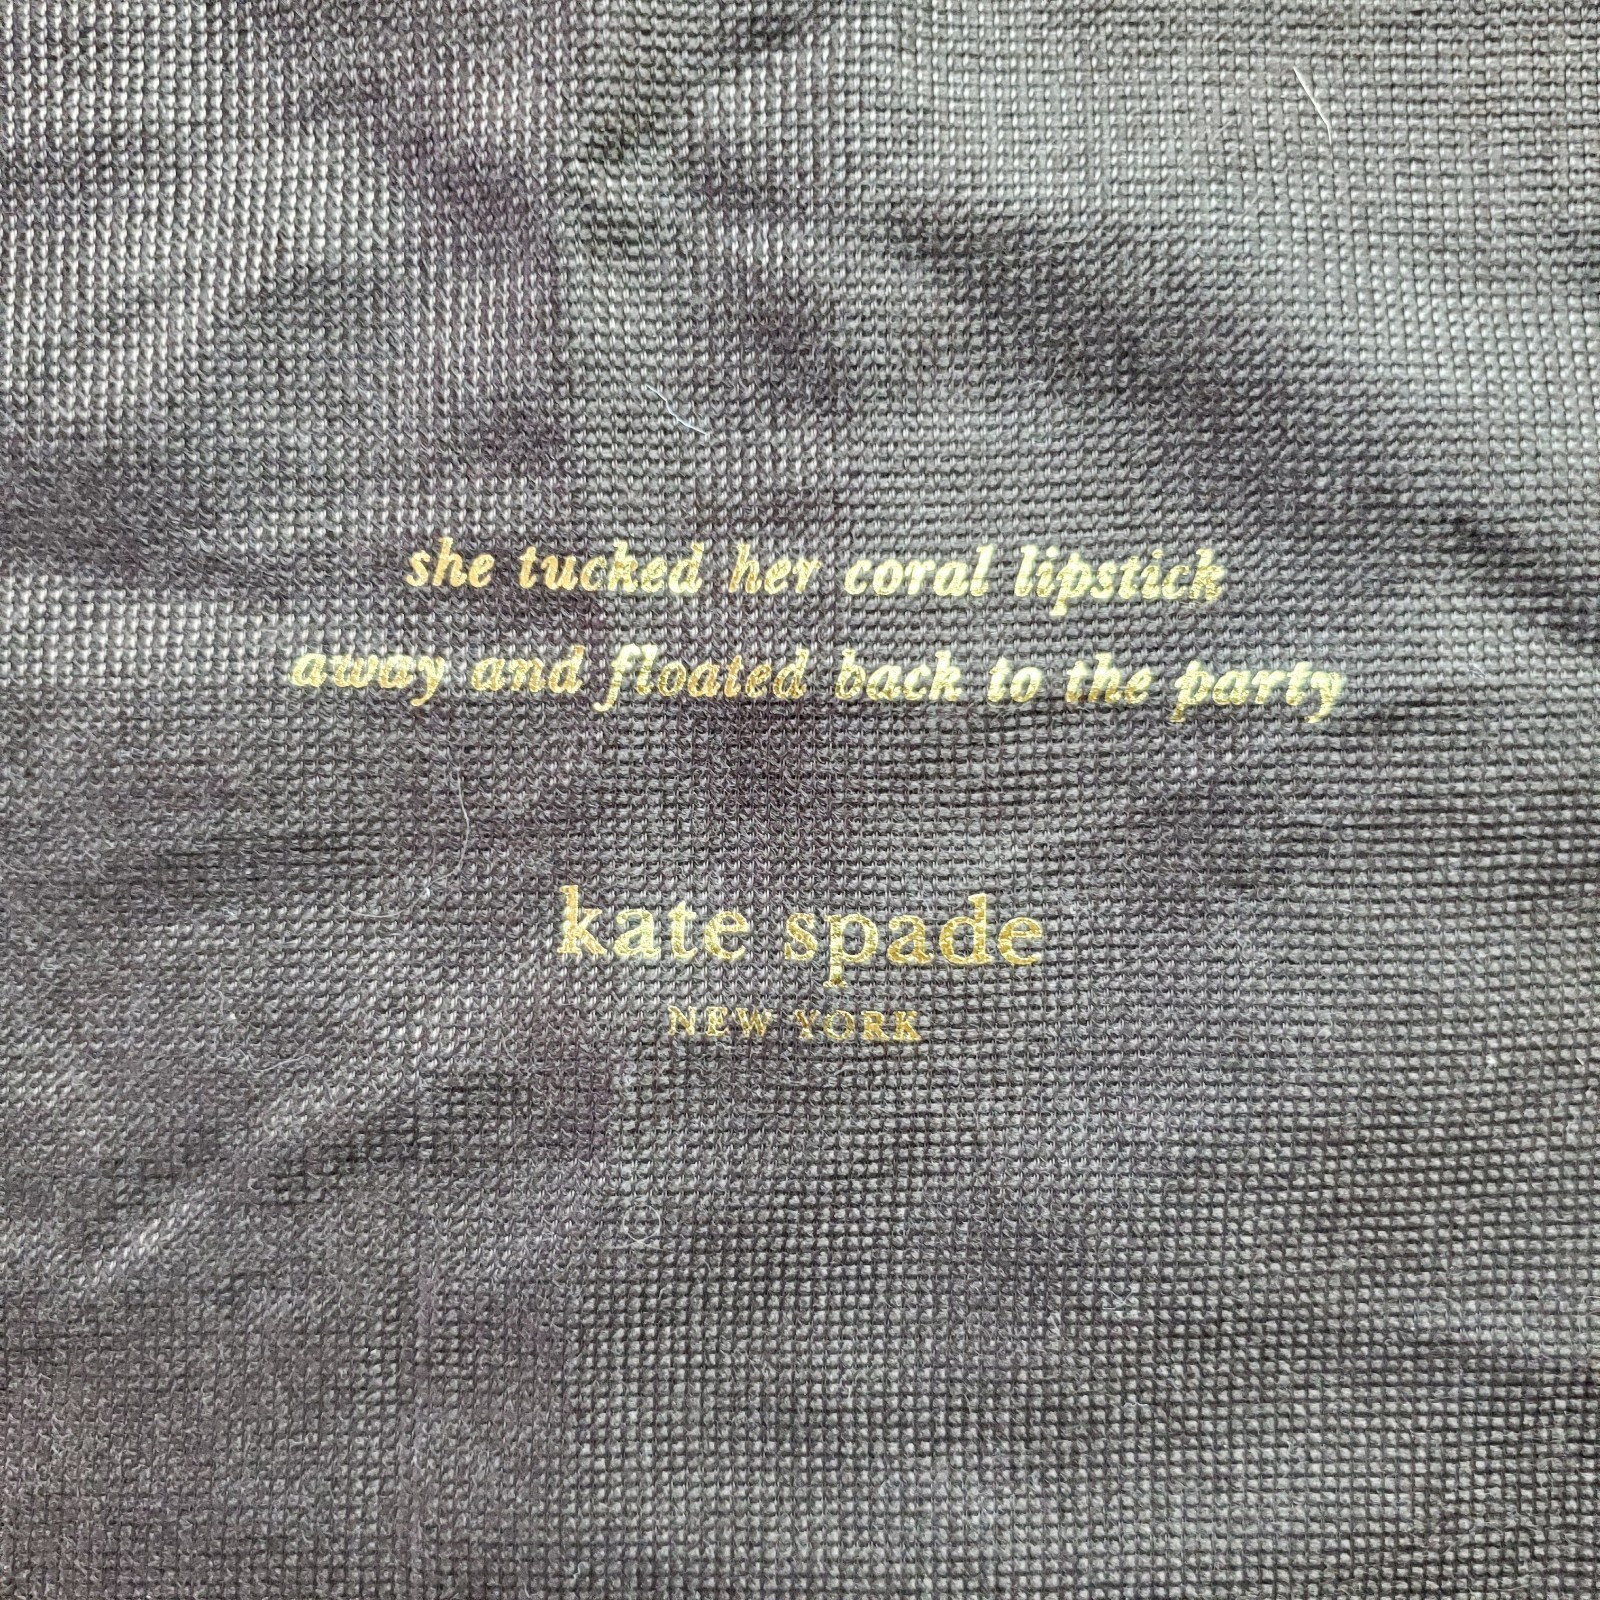 she tucked her coral lipstick
away and floated back to the party
kate spade
NEW YORK